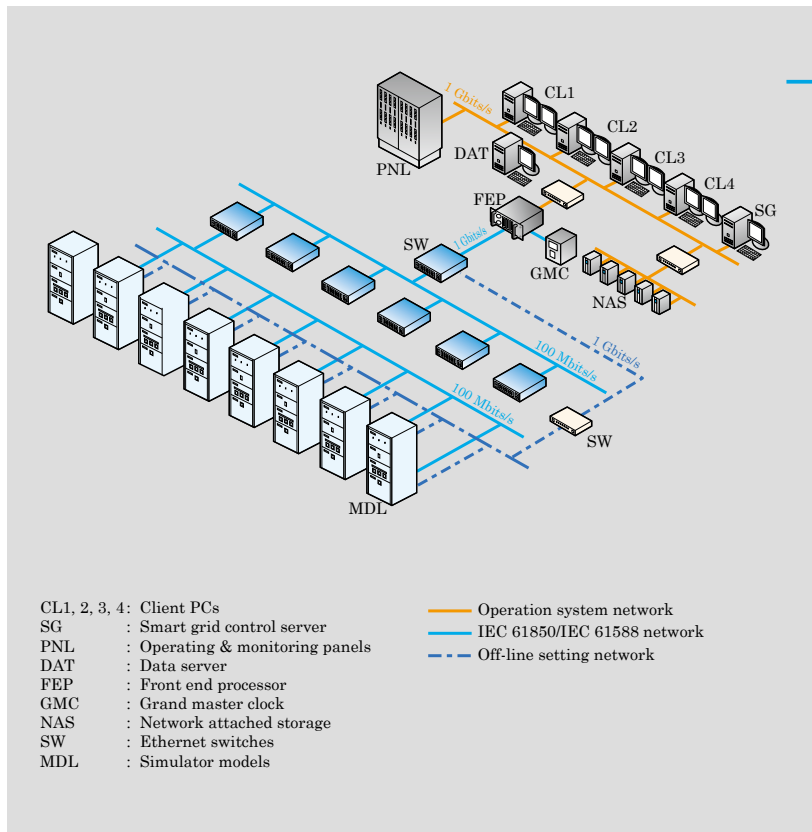 1 Gbits/s
CL1
CL2
PNL
DAT
CL3
CL4
FEP
SG
SW
1 Gbits/s
GMC
NAS
1 Gbits/s
100 Mbits/s
100 Mbits/s
SW
MDL
CL1, 2, 3, 4 : Client PCs
SG : Smart grid control server
PNL : Operating & monitoring panels
DAT : Data server
FEP : Front end processor
GMC : Grand master clock
NAS : Network attached storage
SW : Ethernet switches
MDL : Simulator models
Operation system network
IEC 61850/IEC 61588 network
Off-line setting network